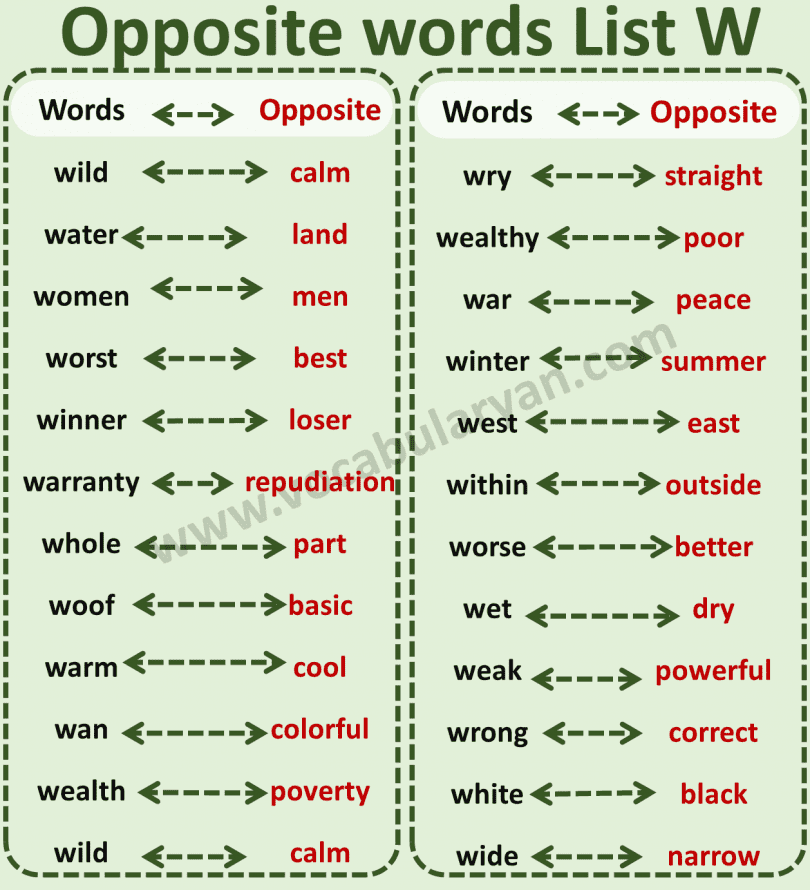 Opposite words List W
Words Opposite
wild calm
water land
women men
worst best
winner loser
warranty repudiation
whole part
woof basic
warm cool
wan colorful
wealth poverty
wild calm
Words Opposite
wry straight
wealthy poor
war peace
winter summer
west east
within outside
worse better
wet dry
weak powerful
wrong correct
white black
wide narrow
www.vocabularyan.com